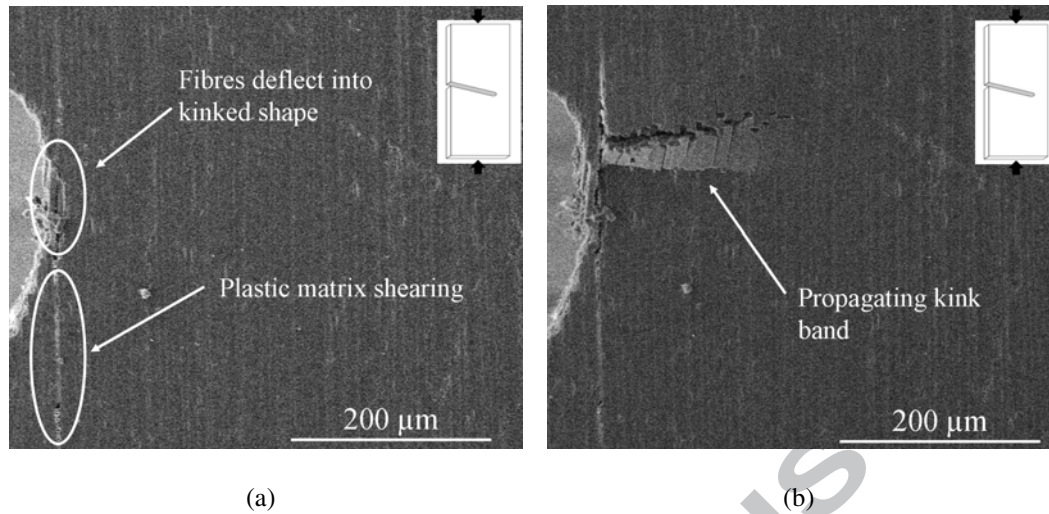 Fibres deflect into
kinked shape
Plastic matrix shearing
200 µm
(a)
Propagating kink
band
200 µm
(b)